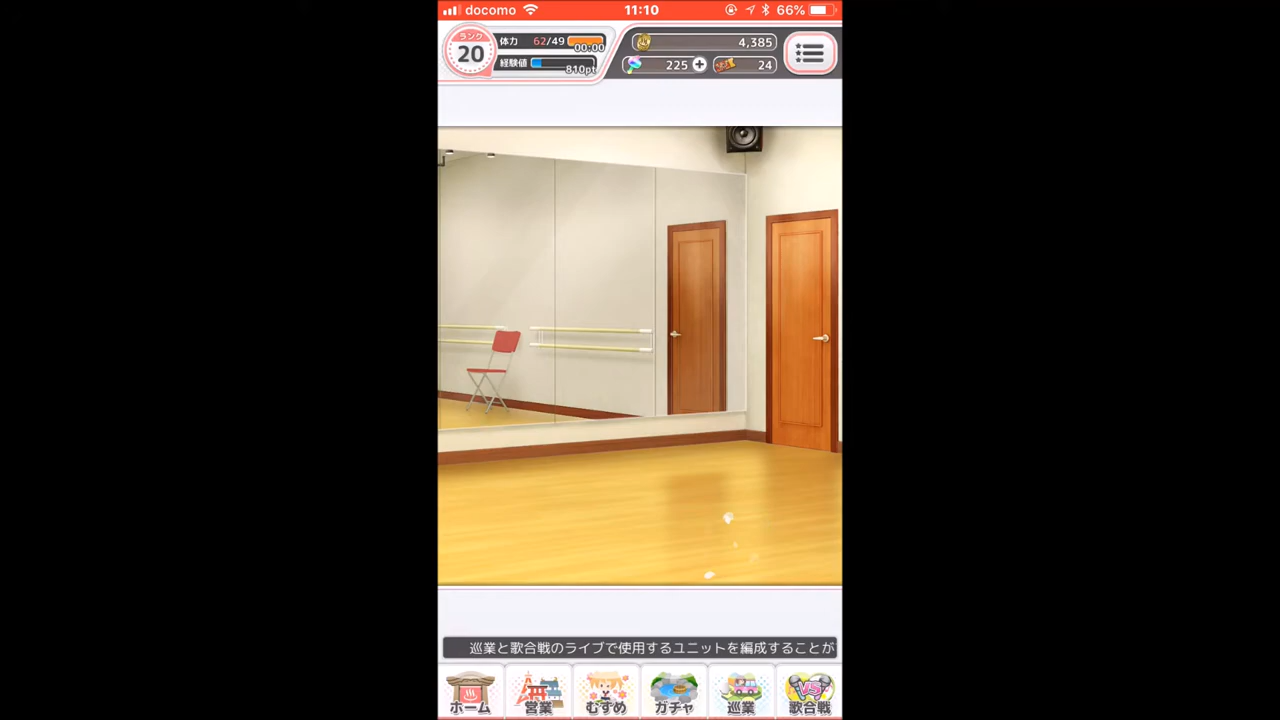 docomo 11:10 66%
ランク
20
体力 62/49
00:00
経験値
810pt
4,385
225
24
巡業と歌合戦のライブで使用するユニットを編成することが
ホーム 営業 むすめ ガチャ 巡業 VS 歌合戦